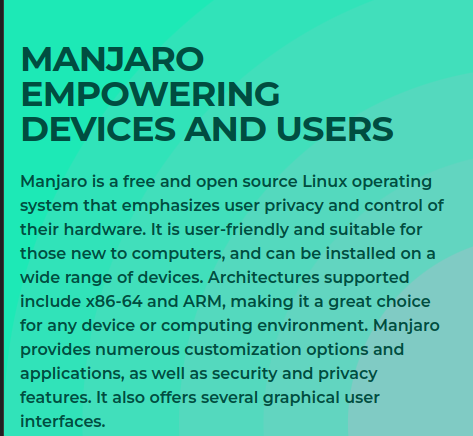 MANJARO
EMPOWERING
DEVICES AND USERS
Manjaro is a free and open source Linux operating
system that emphasizes user privacy and control of
their hardware. It is user-friendly and suitable for
those new to computers, and can be installed on a
wide range of devices. Architectures supported
include x86-64 and ARM, making it a great choice
for any device or computing environment. Manjaro
provides numerous customization options and
applications, as well as security and privacy
features. It also offers several graphical user
interfaces.